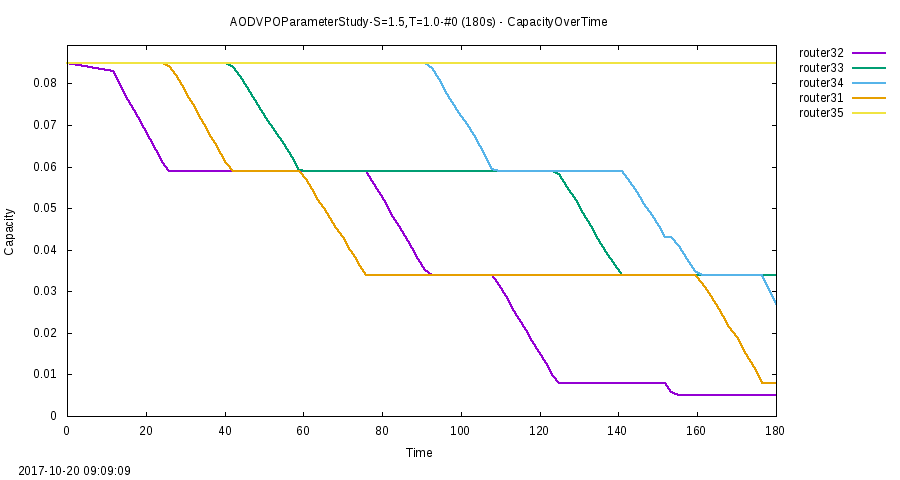 AODVPOParameterStudy-S=1.5,T=1.0-#0 (180s) - CapacityOverTime
router32
router33
router34
router31
router35
0.08
0.07
0.06
0.05
0.04
0.03
0.02
0.01
0
Capacity
0 20 40 60 80 100 120 140 160 180
Time
2017-10-20 09:09:09